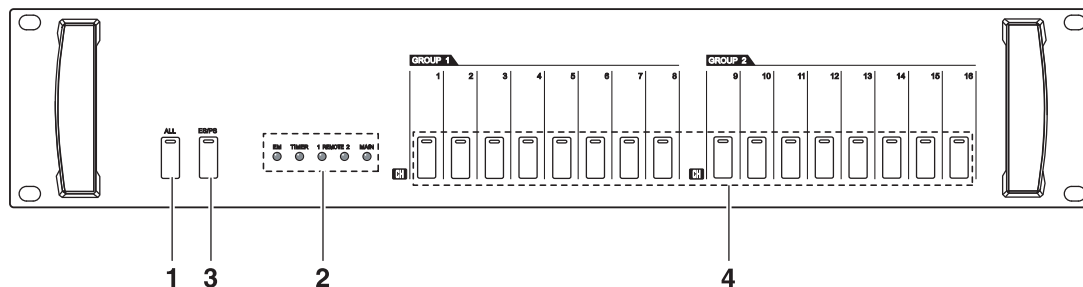 GROUP 1
GROUP 2
1 2 3 4 5 6 7 8
9 10 11 12 13 14 15 16
ALL
ES/PS
EM TIMER 1 REMOTE 2 MAIN
CH
CH
1
3
2
4